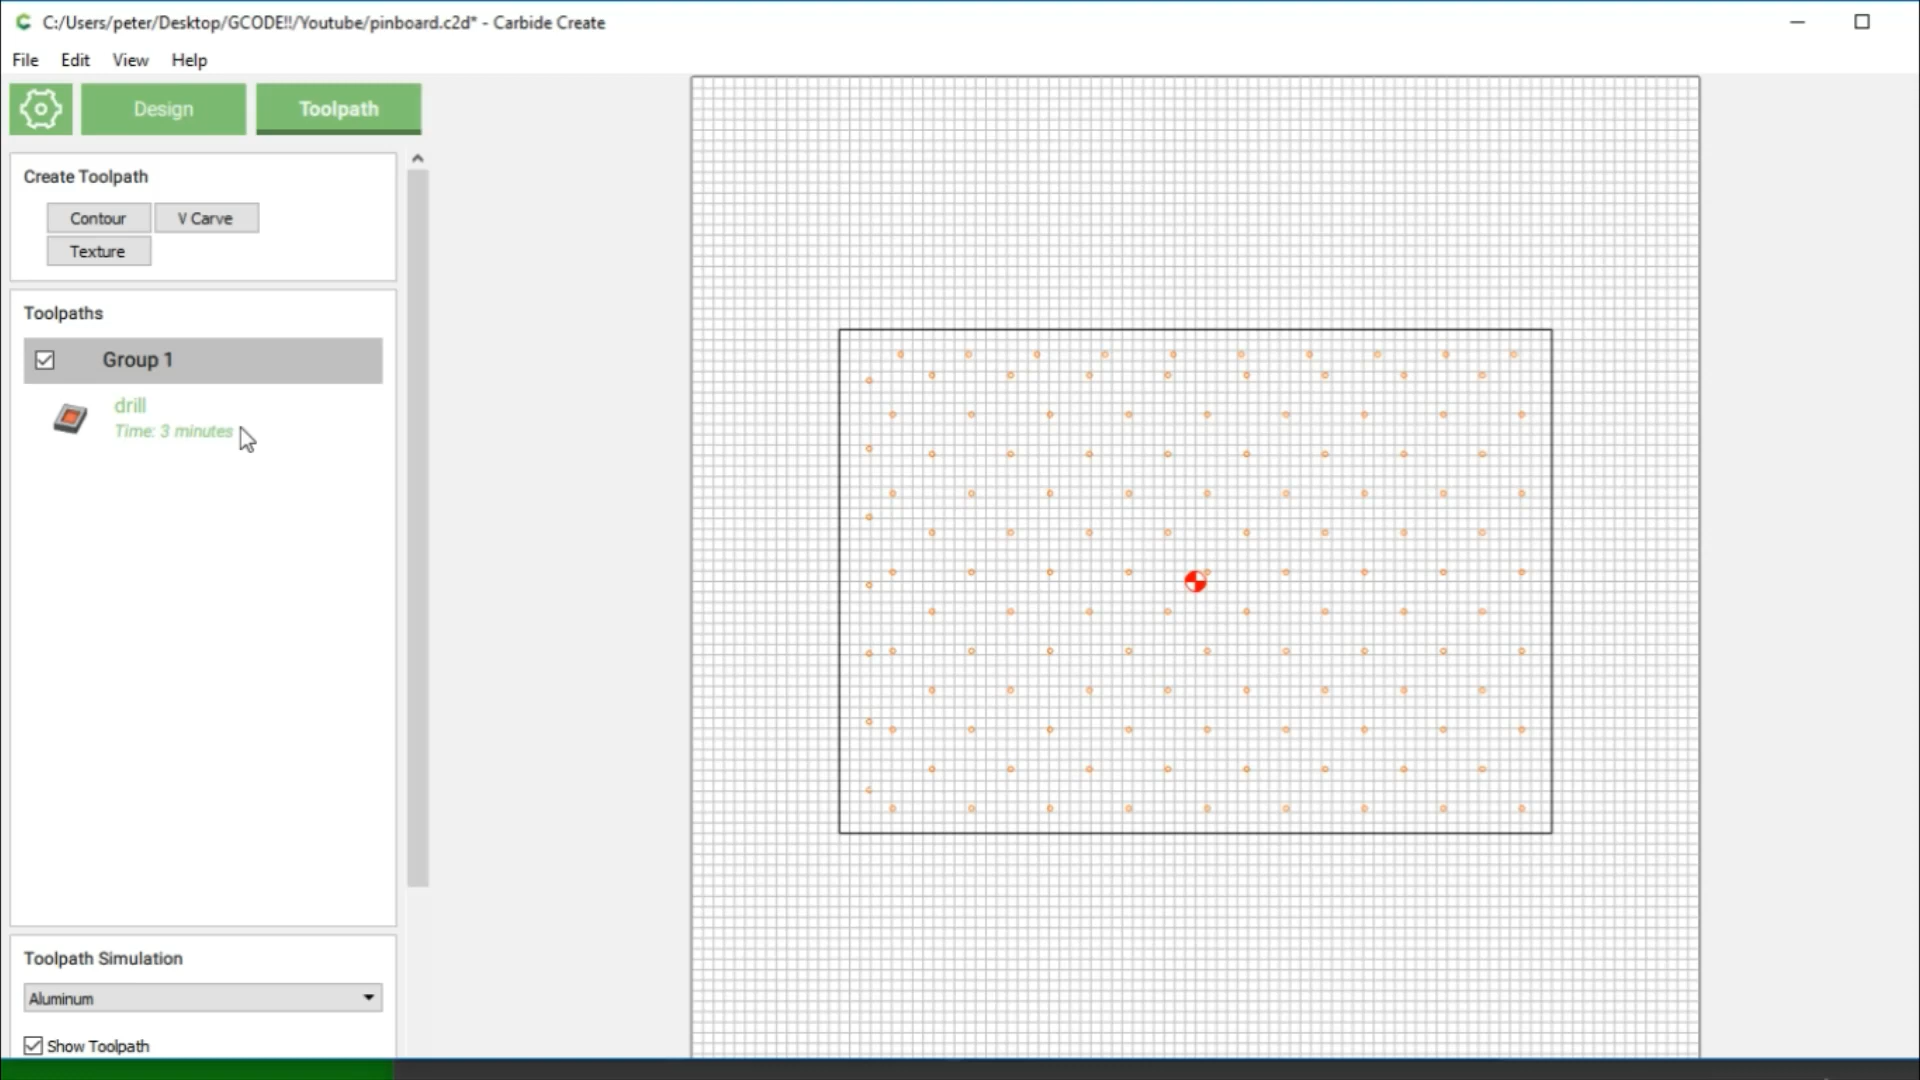 C:/Users/peter/Desktop/GCODE!!/Youtube/pinboard.c2d* - Carbide Create
File Edit View Help
Design Toolpath
Create Toolpath
Contour V Carve
Texture
Toolpaths
Group 1
drill
Time: 3 minutes
Toolpath Simulation
Aluminum
Show Toolpath